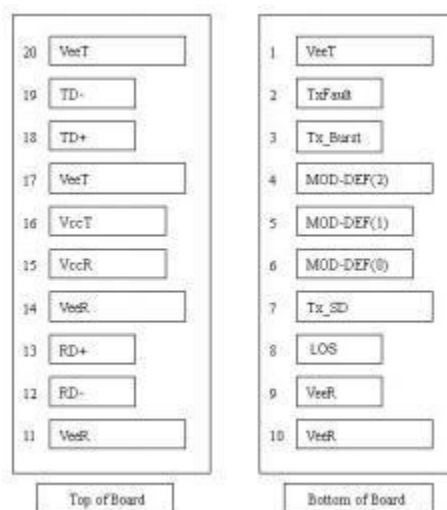 20 VeeT
19 TD-
18 TD+
17 VeeT
16 VccT
15 VccR
14 VeeR
13 RD+
12 RD-
11 VeeR
Top of Board
1 VeeT
2 TxFault
3 Tx_Burst
4 MOD-DEF(2)
5 MOD-DEF(1)
6 MOD-DEF(0)
7 Tx_SD
8 LOS
9 VeeR
10 VeeR
Bottom of Board